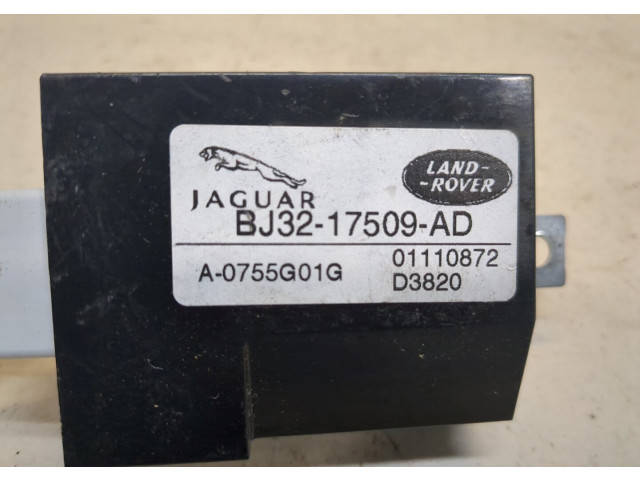 JAGUAR
LAND-
-ROVER
BJ32-17509-AD
A-0755G01G
01110872
D3820